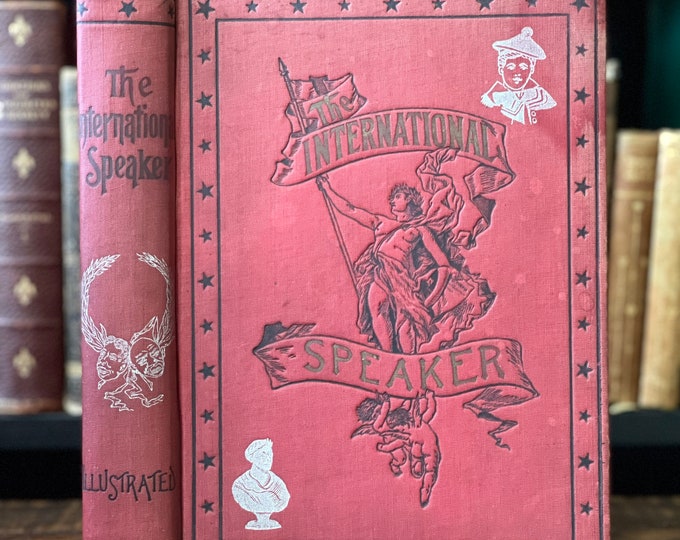 The
International
Speaker
ILLUSTRATED
The
INTERNATIONAL
SPEAKER